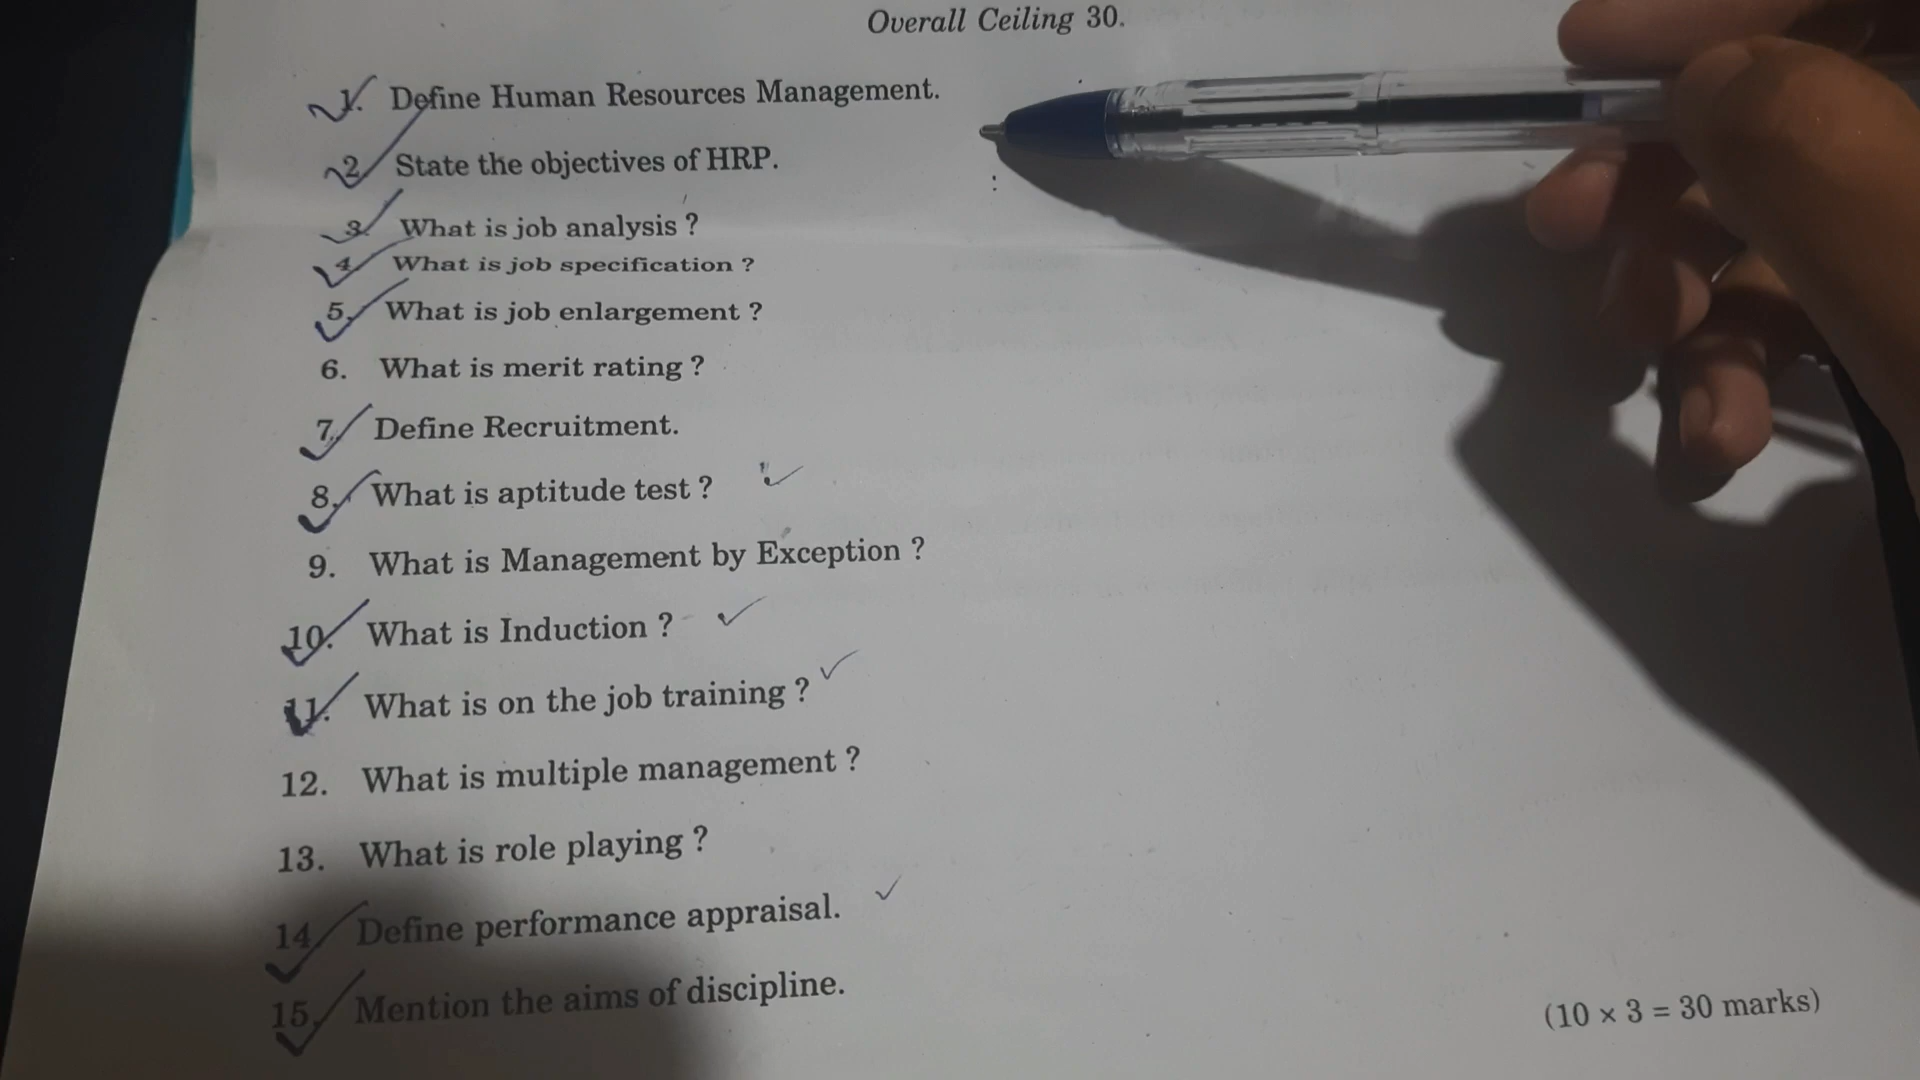 Overall Ceiling 30.
1. Define Human Resources Management.
2. State the objectives of HRP.
3. What is job analysis ?
4. What is job specification ?
5. What is job enlargement ?
6. What is merit rating ?
7. Define Recruitment.
8. What is aptitude test ?
9. What is Management by Exception ?
10. What is Induction ?
11. What is on the job training ?
12. What is multiple management ?
13. What is role playing ?
14. Define performance appraisal.
15. Mention the aims of discipline.
(10 × 3 = 30 marks)